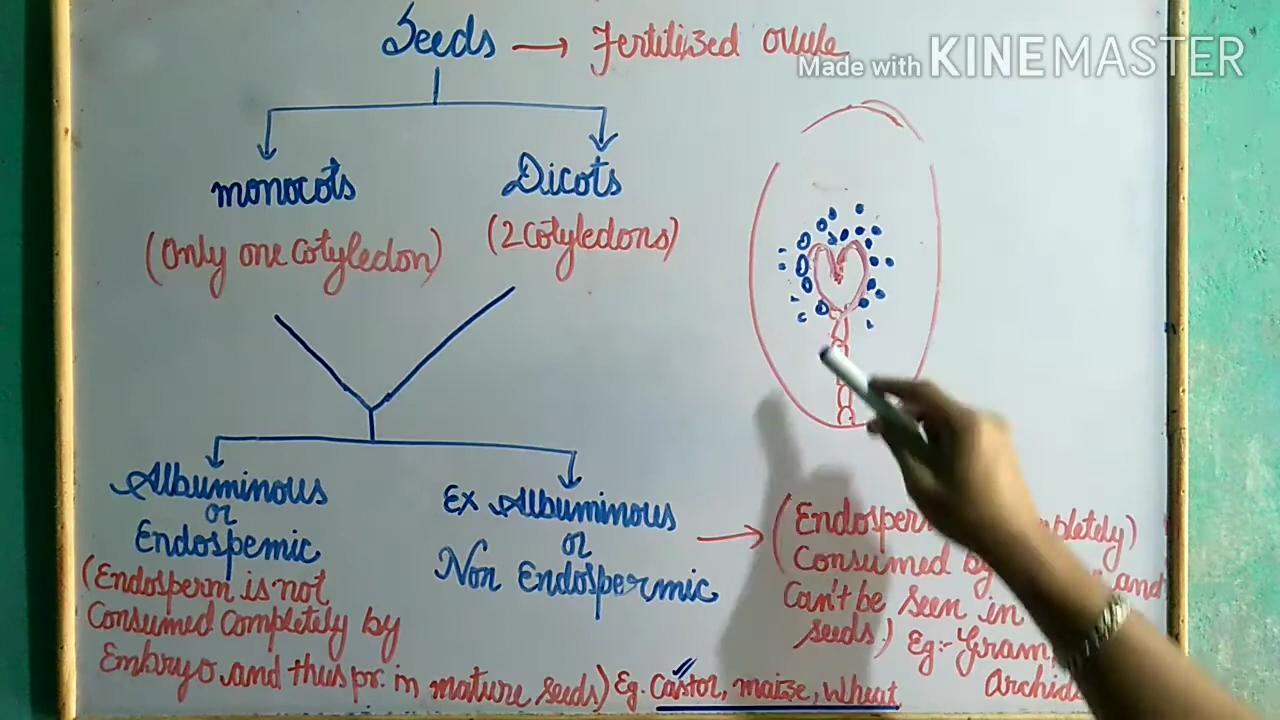 Seeds → Fertilized ovule
Made with KINEMASTER
monocots
Dicots
(Only one Cotyledon)
(2 Cotyledons)
Albuminous
or
Endospemic
(Endosperm is not
Consumed Completely by
Embryo and thus pr. in mature seeds) Eg. Castor, maize, wheat
Ex Albuminous
or
Non Endospermic
(
Consumed and
Can't be seen in
seeds) Eg:- Gram,